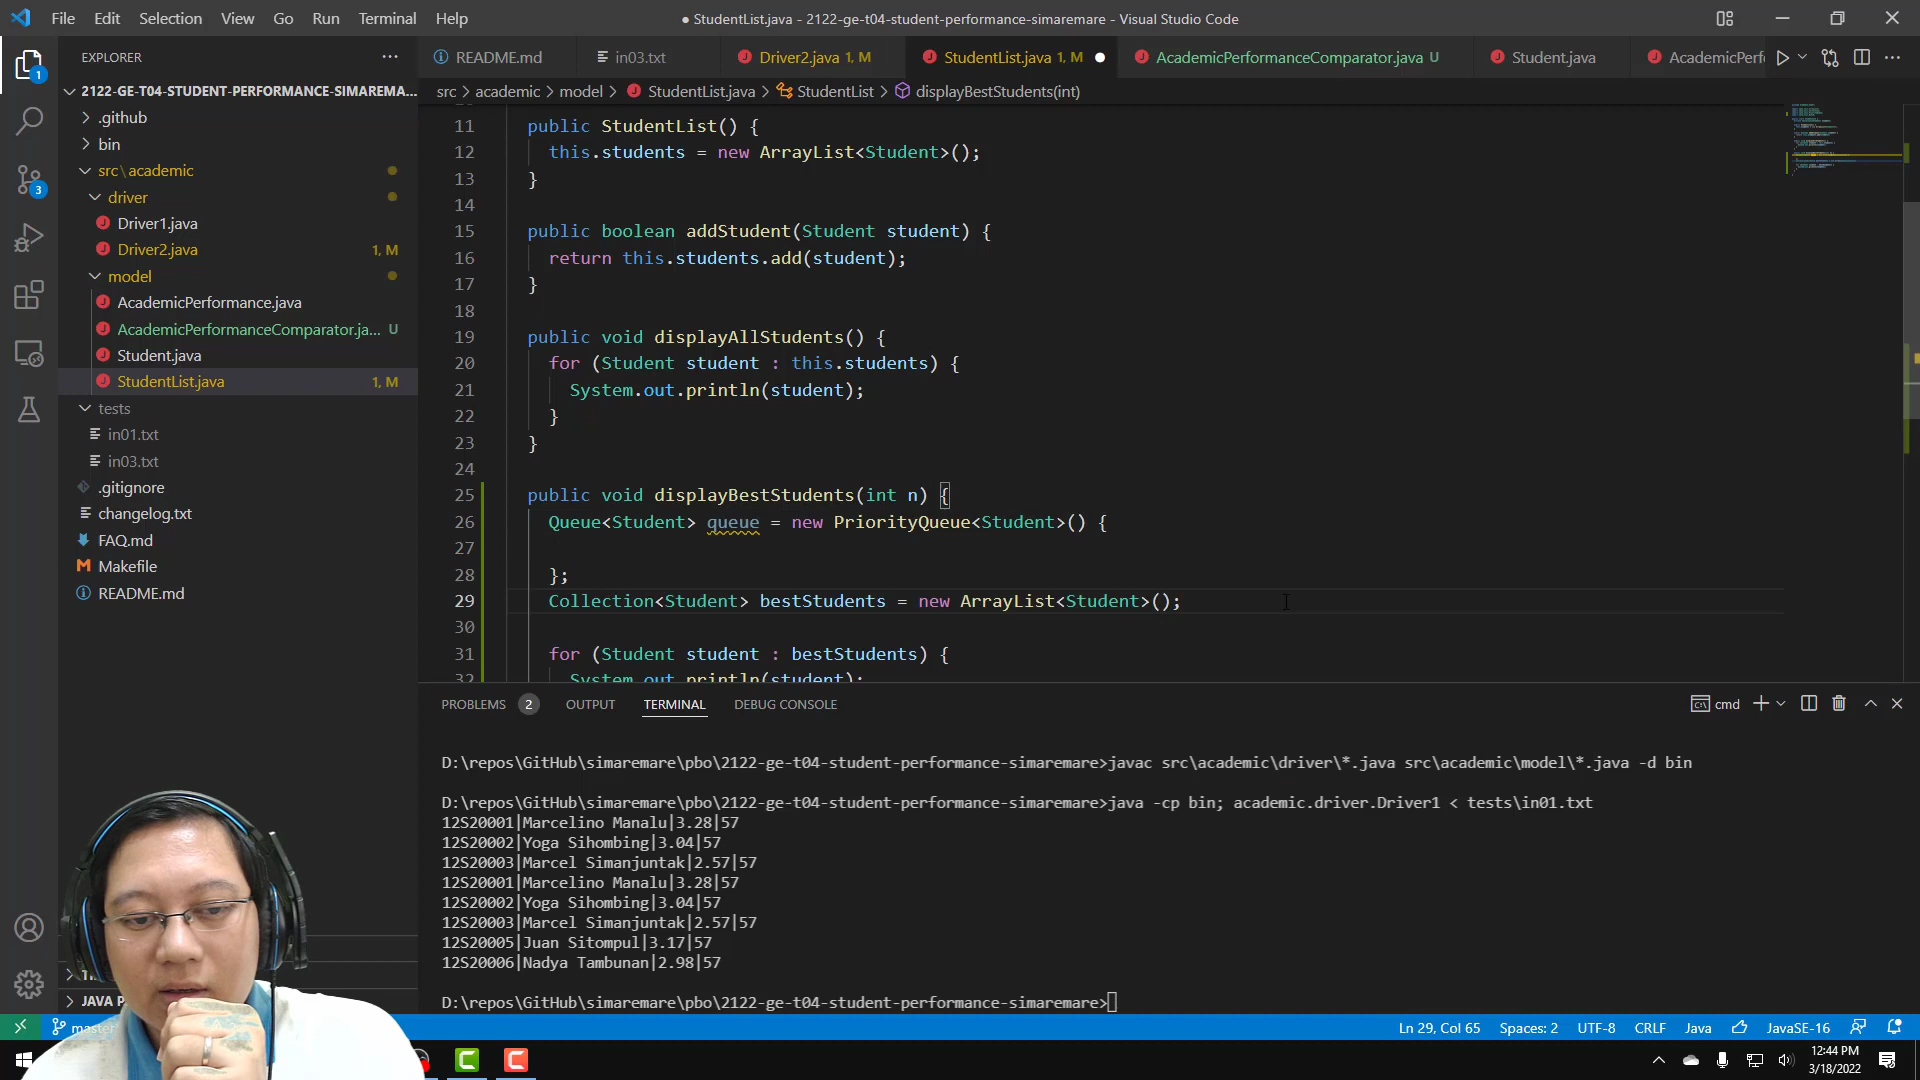 File Edit Selection View Go Run Terminal Help
● StudentList.java - 2122-ge-t04-student-performance-simaremare - Visual Studio Code
EXPLORER
README.md
in03.txt
Driver2.java 1, M
StudentList.java 1, M
AcademicPerformanceComparator.java U
Student.java
AcademicPerf
2122-GE-T04-STUDENT-PERFORMANCE-SIMAREMA...
src > academic > model > StudentList.java > StudentList > displayBestStudents(int)
1
3
.github
bin
src\academic
driver
Driver1.java
Driver2.java 1, M
model
AcademicPerformance.java
AcademicPerformanceComparator.ja... U
Student.java
StudentList.java 1, M
tests
in01.txt
in03.txt
.gitignore
changelog.txt
FAQ.md
Makefile
README.md
JAVA P
11 public StudentList() {
12 this.students = new ArrayList<Student>();
13 }
14
15 public boolean addStudent(Student student) {
16 return this.students.add(student);
17 }
18
19 public void displayAllStudents() {
20 for (Student student : this.students) {
21 System.out.println(student);
22 }
23 }
24
25 public void displayBestStudents(int n) {
26 Queue<Student> queue = new PriorityQueue<Student>() {
27
28 };
29 Collection<Student> bestStudents = new ArrayList<Student>();
30
31 for (Student student : bestStudents) {
32 System.out.println(student);
PROBLEMS 2 OUTPUT TERMINAL DEBUG CONSOLE
cmd
D:\repos\GitHub\simaremare\pbo\2122-ge-t04-student-performance-simaremare>javac src\academic\driver\*.java src\academic\model\*.java -d bin
D:\repos\GitHub\simaremare\pbo\2122-ge-t04-student-performance-simaremare>java -cp bin; academic.driver.Driver1 < tests\in01.txt
12S20001|Marcelino Manalu|3.28|57
12S20002|Yoga Sihombing|3.04|57
12S20003|Marcel Simanjuntak|2.57|57
12S20001|Marcelino Manalu|3.28|57
12S20002|Yoga Sihombing|3.04|57
12S20003|Marcel Simanjuntak|2.57|57
12S20005|Juan Sitompul|3.17|57
12S20006|Nadya Tambunan|2.98|57
D:\repos\GitHub\simaremare\pbo\2122-ge-t04-student-performance-simaremare>
master
Ln 29, Col 65 Spaces: 2 UTF-8 CRLF Java JavaSE-16
12:44 PM
3/18/2022